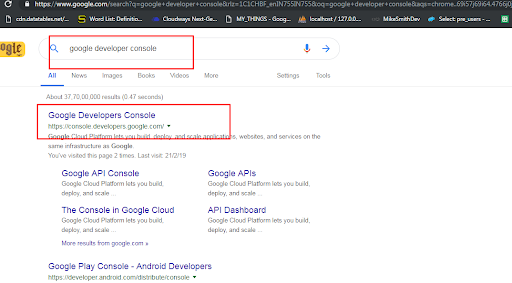 https://www.google.com/search?q=google+developer+console&rlz=1C1CHBF_enIN755IN755&oq=google+developer+console&aqs=chrome..69i57j69i64.4766j0j
cdn.datatables.net/ Word List: Definitio... Cloudways Next-Ge... MY_THINGS - Googl... localhost / 127.0.0... MikeSmithDev Select :: pre_users -...
ogle
google developer console
All News Images Books Videos More Settings Tools
About 37,70,00,000 results (0.47 seconds)
Google Developers Console
https://console.developers.google.com/
Google Cloud Platform lets you build, deploy, and scale applications, websites, and services on the
same infrastructure as Google.
You've visited this page 2 times. Last visit: 21/2/19
Google API Console Google APIs
Google Cloud Platform lets you build, Google Cloud Platform lets you build,
deploy, and scale ... deploy, and scale ...
The Console in Google Cloud API Dashboard
Google Cloud Platform lets you build, Google Cloud Platform lets you build,
deploy, and scale ... deploy, and scale ...
More results from google.com »
Google Play Console - Android Developers
https://developer.android.com/distribute/console